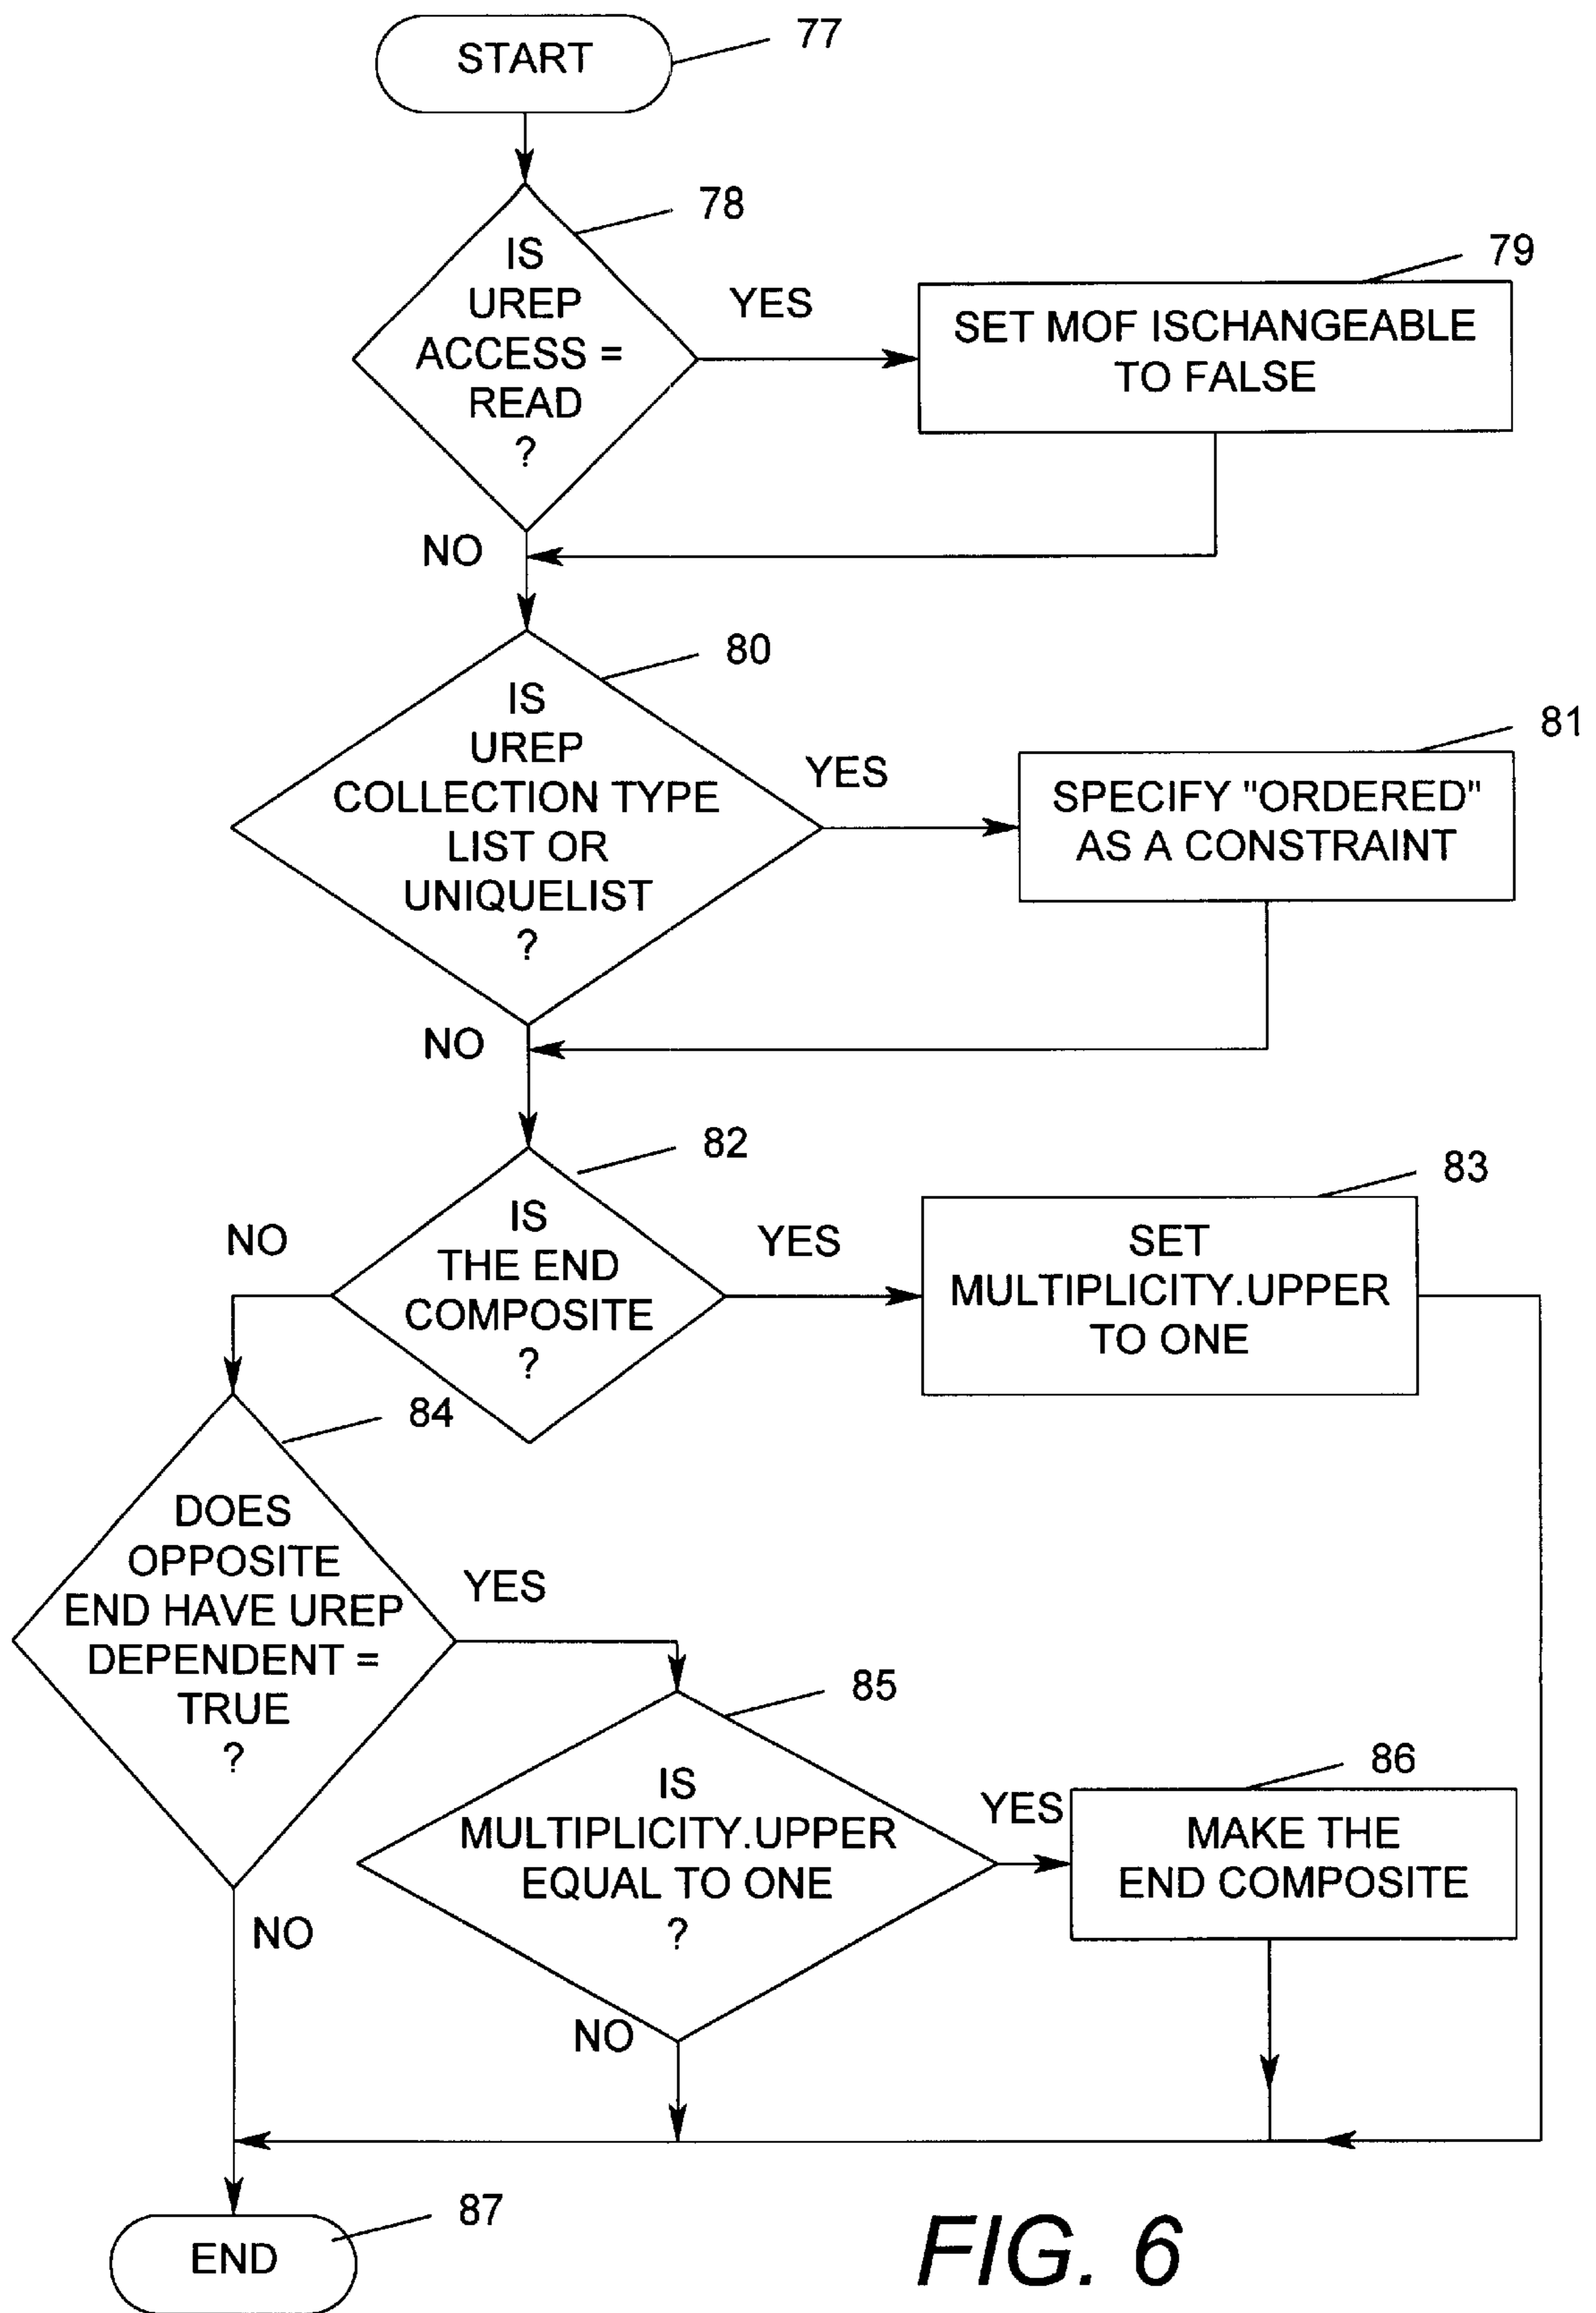 START
77
78
IS
UREP
ACCESS =
READ
?
YES
79
SET MOF ISCHANGEABLE
TO FALSE
NO
80
IS
UREP
COLLECTION TYPE
LIST OR
UNIQUELIST
?
YES
81
SPECIFY "ORDERED"
AS A CONSTRAINT
NO
82
IS
THE END
COMPOSITE
?
NO
YES
83
SET
MULTIPLICITY.UPPER
TO ONE
84
DOES
OPPOSITE
END HAVE UREP
DEPENDENT =
TRUE
?
YES
NO
85
IS
MULTIPLICITY.UPPER
EQUAL TO ONE
?
YES
86
MAKE THE
END COMPOSITE
NO
87
END
FIG. 6